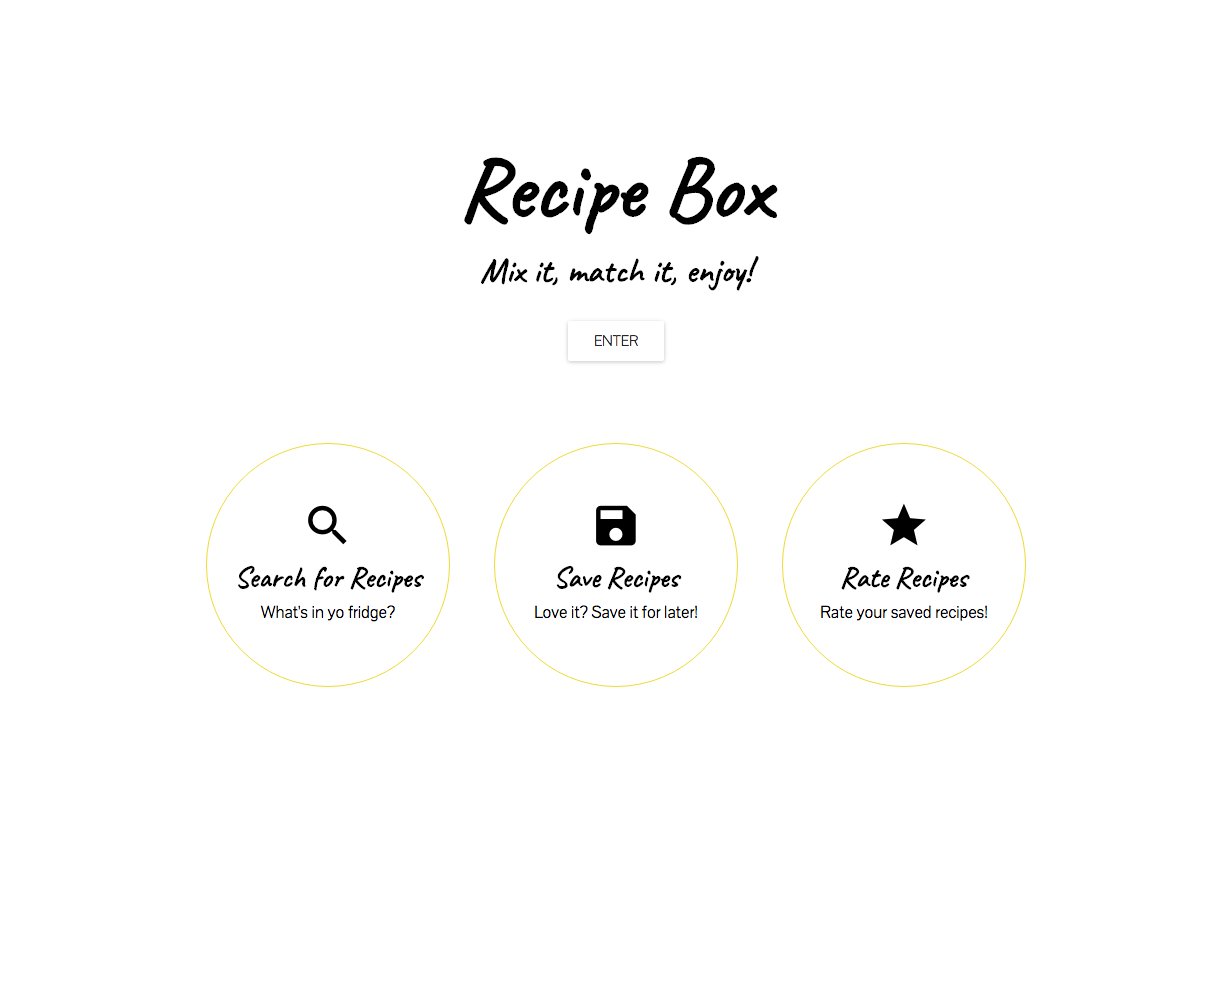 Recipe Box
Mix it, match it, enjoy!
ENTER
Search for Recipes
What's in yo fridge?
Save Recipes
Love it? Save it for later!
Rate Recipes
Rate your saved recipes!